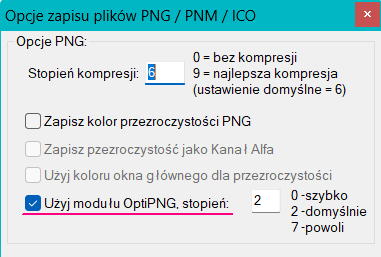 Opcje zapisu plików PNG / PNM / ICO
Opcje PNG:
Stopień kompresji: 6
0 = bez kompresji
9 = najlepsza kompresja
(ustawienie domyślne = 6)
Zapisz kolor przezroczystości PNG
Zapisz pzezroczystość jako Kanał Alfa
Użyj koloru okna głównego dla przezroczystości
Użyj modułu OptiPNG, stopień: 2
0 -szybko
2 -domyślnie
7 -powoli